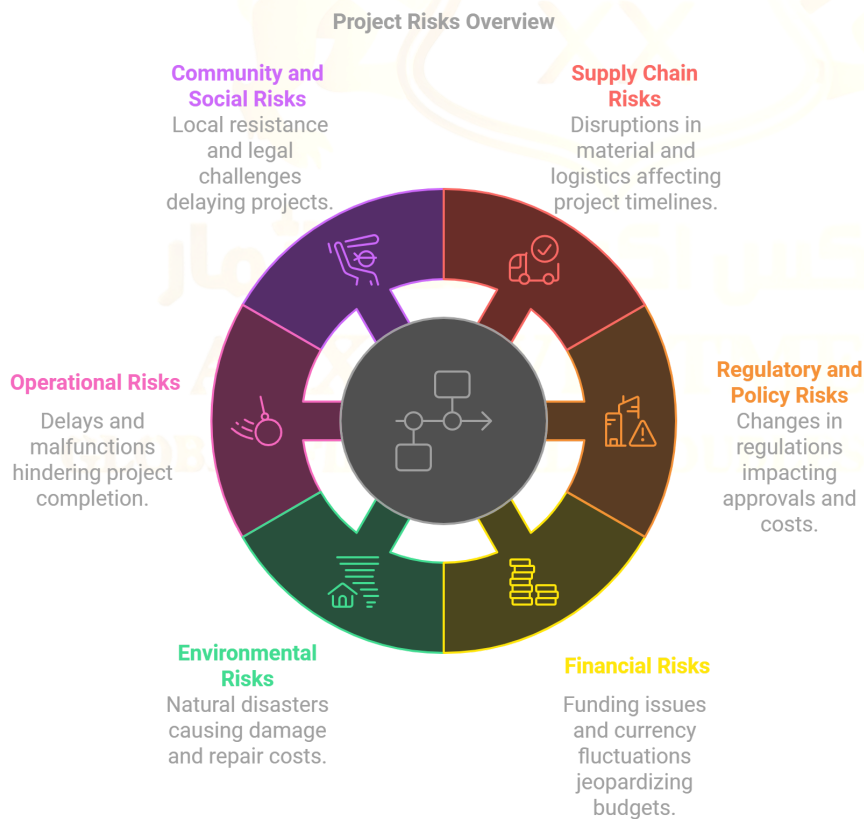 Project Risks Overview
Community and
Social Risks
Local resistance
and legal
challenges
delaying projects.
Supply Chain
Risks
Disruptions in
material and
logistics affecting
project timelines.
Operational Risks
Delays and
malfunctions
hindering project
completion.
Regulatory and
Policy Risks
Changes in
regulations
impacting
approvals and
costs.
Environmental
Risks
Natural disasters
causing damage
and repair costs.
Financial Risks
Funding issues
and currency
fluctuations
jeopardizing
budgets.